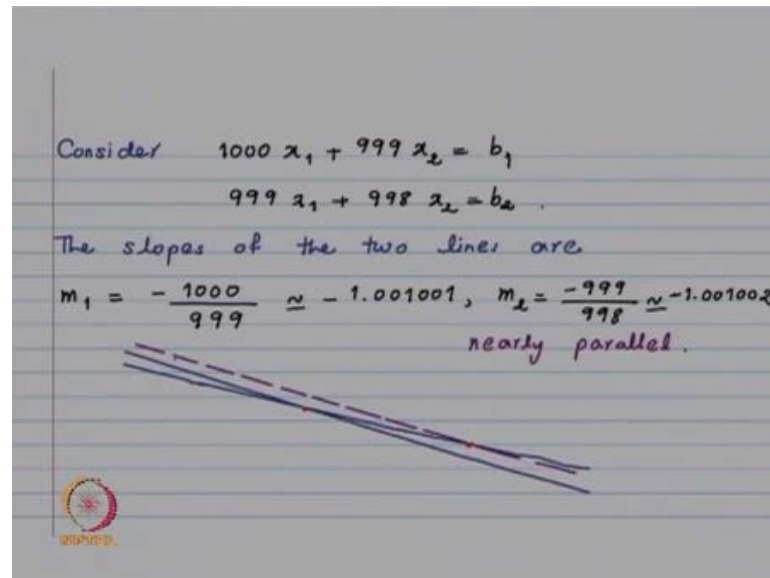 Consider 1000 x₁ + 999 x₂ = b₁
999 x₁ + 998 x₂ = b₂ .
The slopes of the two lines are
m₁ = - 1000/999 ≃ - 1.001001, m₂ = -999/998 ≃ -1.001002
nearly parallel.
NPTEL